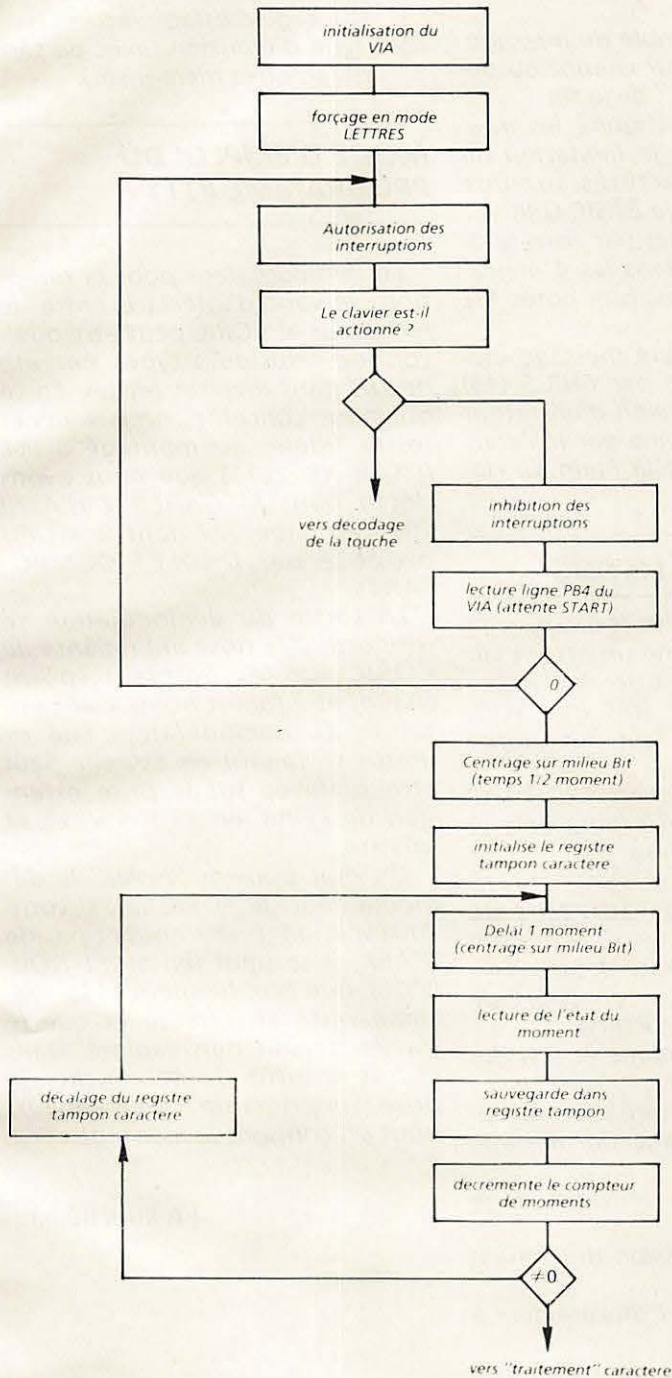 initialisation du
VIA
forçage en mode
LETTRES
Autorisation des
interruptions
Le clavier est-il
actionné ?
vers decodage
de la touche
inhibition des
interruptions
lecture ligne PB4 du
VIA (attente START)
0
Centrage sur milieu Bit
(temps 1/2 moment)
initialise le registre
tampon caractere
Delai 1 moment
(centrage sur milieu Bit)
lecture de l'etat du
moment
décalage du registre
tampon caractere
sauvegarde dans
registre tampon
decremente le compteur
de moments
≠0
vers "traitement" caractere